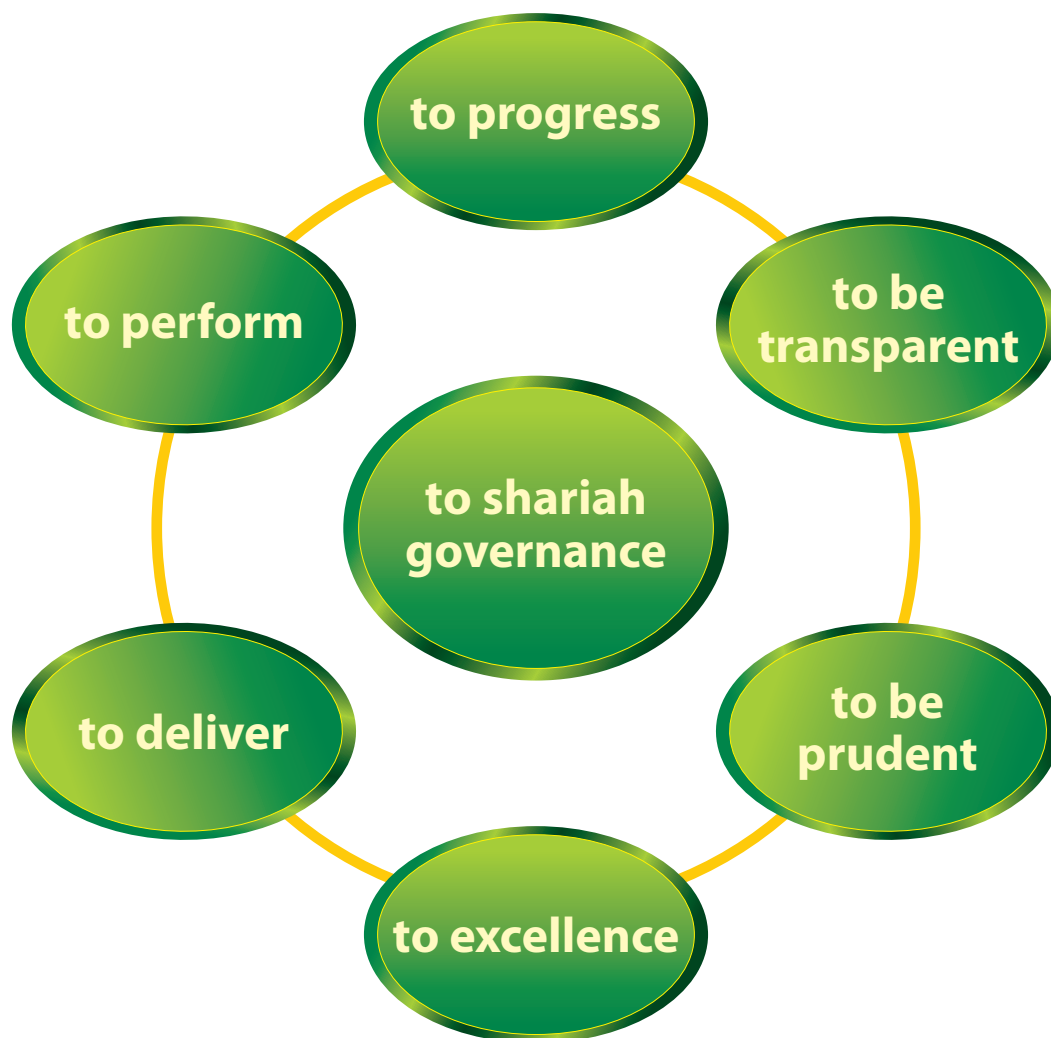 to progress
to be
transparent
to perform
to shariah
governance
to be
prudent
to deliver
to excellence